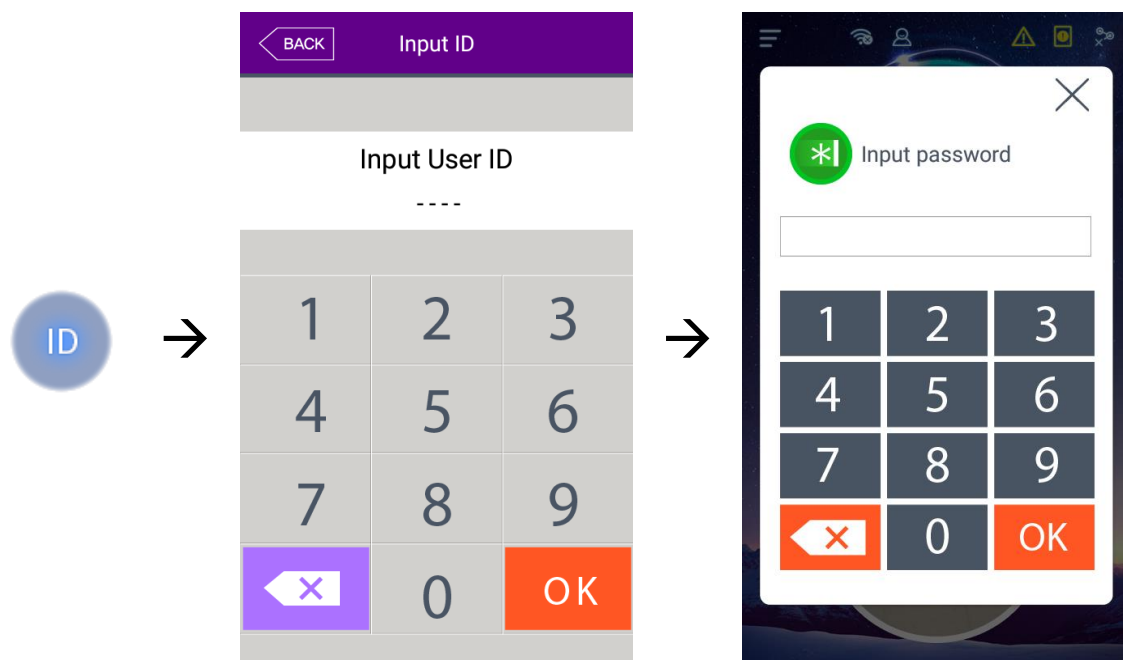 ID
BACK Input ID
Input User ID
----
1 2 3
4 5 6
7 8 9
0 OK
Input password
1 2 3
4 5 6
7 8 9
0 OK